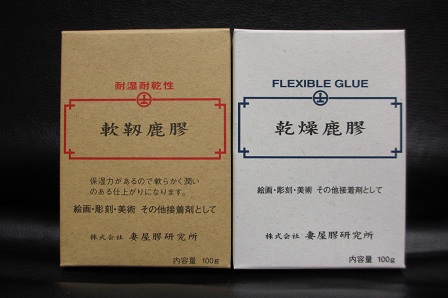 耐湿耐乾性
軟靱鹿膠
保湿力があるので軟らかく潤い
のある仕上がりになります。
絵画・彫刻・美術 その他接着剤として
株式会社 妻屋膠研究所
内容量 100g
FLEXIBLE GLUE
乾燥鹿膠
絵画・彫刻・美術 その他接着剤として
株式会社 妻屋膠研究所
内容量 100g